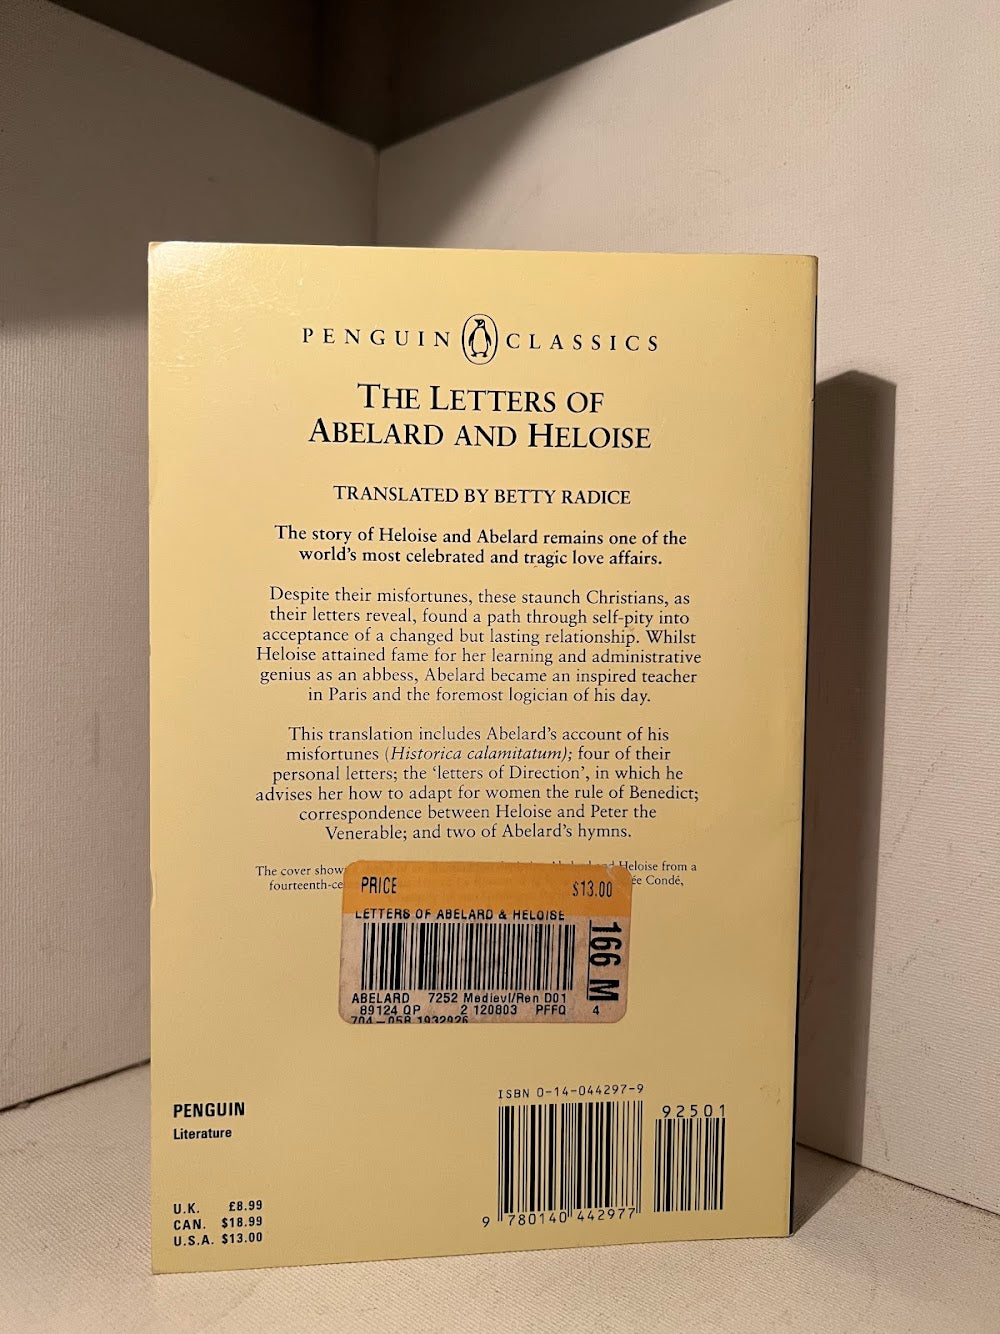 PENGUIN CLASSICS
THE LETTERS OF
ABELARD AND HELOISE
TRANSLATED BY BETTY RADICE
The story of Heloise and Abelard remains one of the
world's most celebrated and tragic love affairs.
Despite their misfortunes, these staunch Christians, as
their letters reveal, found a path through self-pity into
acceptance of a changed but lasting relationship. Whilst
Heloise attained fame for her learning and administrative
genius as an abbess, Abelard became an inspired teacher
in Paris and the foremost logician of his day.
This translation includes Abelard's account of his
misfortunes (Historica calamitatum); four of their
personal letters; the 'letters of Direction', in which he
advises her how to adapt for women the rule of Benedict;
correspondence between Heloise and Peter the
Venerable; and two of Abelard's hymns.
The cover show Heloise from a
fourteenth-ce Condé,
PRICE $13.00
LETTERS OF ABELARD & HELOISE
166 M
ABELARD 7252 Medievl/Ren D01
89124 QP 2 120803 PFFQ 4
704-058 1932926
ISBN 0-14-044297-9
92501
9 780140 442977
PENGUIN
Literature
U.K. £8.99
CAN. $18.99
U.S.A. $13.00